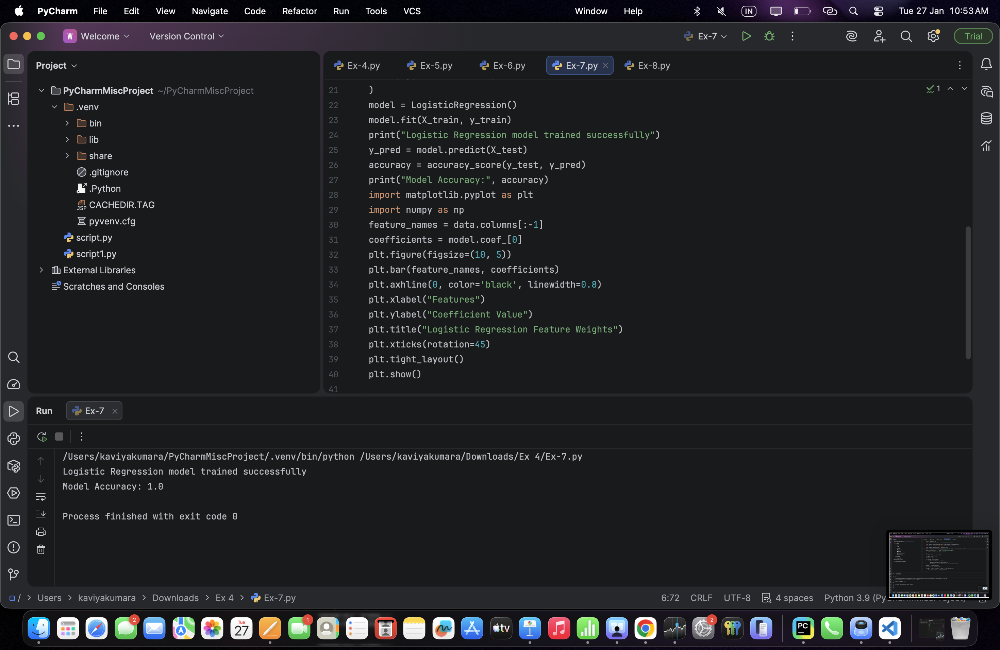 PyCharm File Edit View Navigate Code Refactor Run Tools VCS Window Help IN Tue 27 Jan 10:53 AM
W Welcome Version Control Ex-7 Trial
Project
PyCharmMiscProject ~/PyCharmMiscProject
.venv
bin
lib
share
.gitignore
.Python
JSP CACHEDIR.TAG
pyvenv.cfg
script.py
script1.py
External Libraries
Scratches and Consoles
Ex-4.py Ex-5.py Ex-6.py Ex-7.py Ex-8.py
1
21 )
22 model = LogisticRegression()
23 model.fit(X_train, y_train)
24 print("Logistic Regression model trained successfully")
25 y_pred = model.predict(X_test)
26 accuracy = accuracy_score(y_test, y_pred)
27 print("Model Accuracy:", accuracy)
28 import matplotlib.pyplot as plt
29 import numpy as np
30 feature_names = data.columns[:-1]
31 coefficients = model.coef_[0]
32 plt.figure(figsize=(10, 5))
33 plt.bar(feature_names, coefficients)
34 plt.axhline(0, color='black', linewidth=0.8)
35 plt.xlabel("Features")
36 plt.ylabel("Coefficient Value")
37 plt.title("Logistic Regression Feature Weights")
38 plt.xticks(rotation=45)
39 plt.tight_layout()
40 plt.show()
41
Run Ex-7
/Users/kaviyakumara/PyCharmMiscProject/.venv/bin/python /Users/kaviyakumara/Downloads/Ex 4/Ex-7.py
Logistic Regression model trained successfully
Model Accuracy: 1.0
Process finished with exit code 0
/ > Users > kaviyakumara > Downloads > Ex 4 > Ex-7.py 6:72 CRLF UTF-8 4 spaces Python 3.9
2 Tue 27 1 tv 2 PC